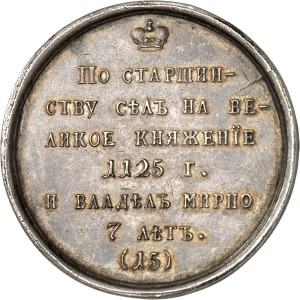 По старшин-
ству сѣлъ на ве-
ликое княженіе
1125 г.
и владѣлъ мирно
7 лѣтъ.
(15)